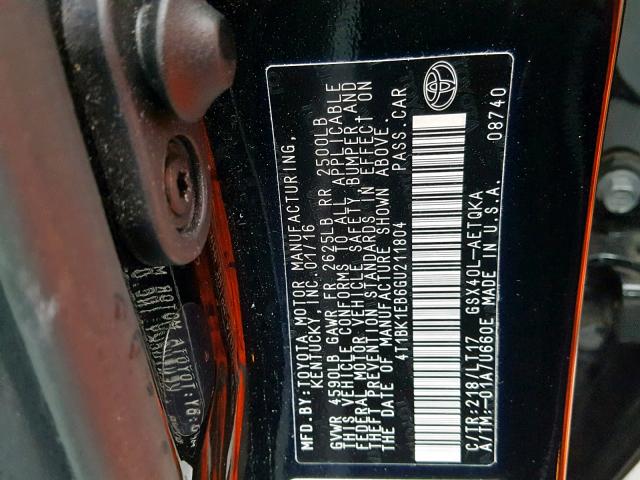 MFD. BY: TOYOTA MOTOR MANUFACTURING,
KENTUCKY, INC. 01/16
GVWR 4590LB GAWR FR 2625LB RR 2500LB
THIS VEHICLE CONFORMS TO ALL APPLICABLE
FEDERAL MOTOR VEHICLE SAFETY, BUMPER, AND
THEFT PREVENTION STANDARDS IN EFFECT ON
THE DATE OF MANUFACTURE SHOWN ABOVE.
4T1BK1EB6GU211804 PASS. CAR
C/TR: 218/LT17 GSX40L-AETQKA
A/TM: -01A/U660E MADE IN U.S.A. 08740